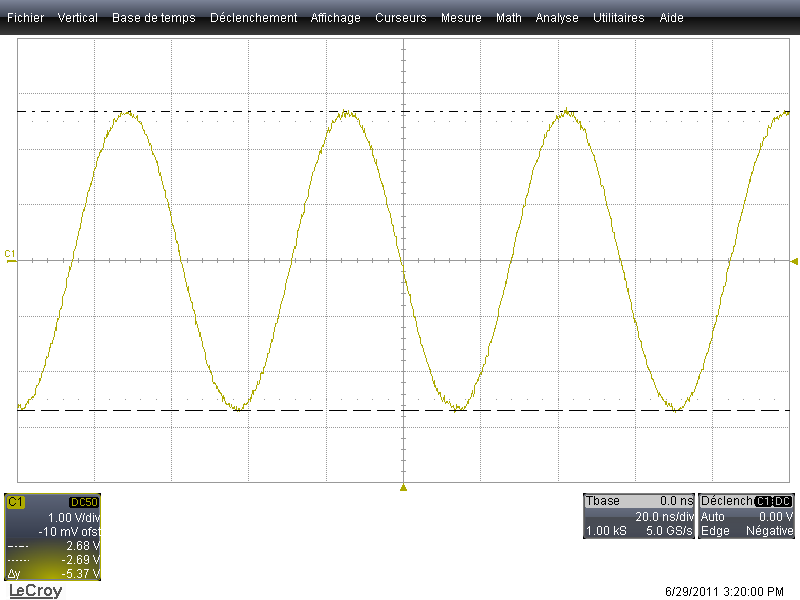 Fichier Vertical Base de temps Déclenchement Affichage Curseurs Mesure Math Analyse Utilitaires Aide
C1
C1 DC50
1.00 V/div
-10 mV ofst
2.68 V
-2.69 V
Δy -5.37 V
Tbase 0.0 ns
20.0 ns/div
1.00 kS 5.0 GS/s
Déclench C1 DC
Auto 0.00 V
Edge Négative
LeCroy
6/29/2011 3:20:00 PM